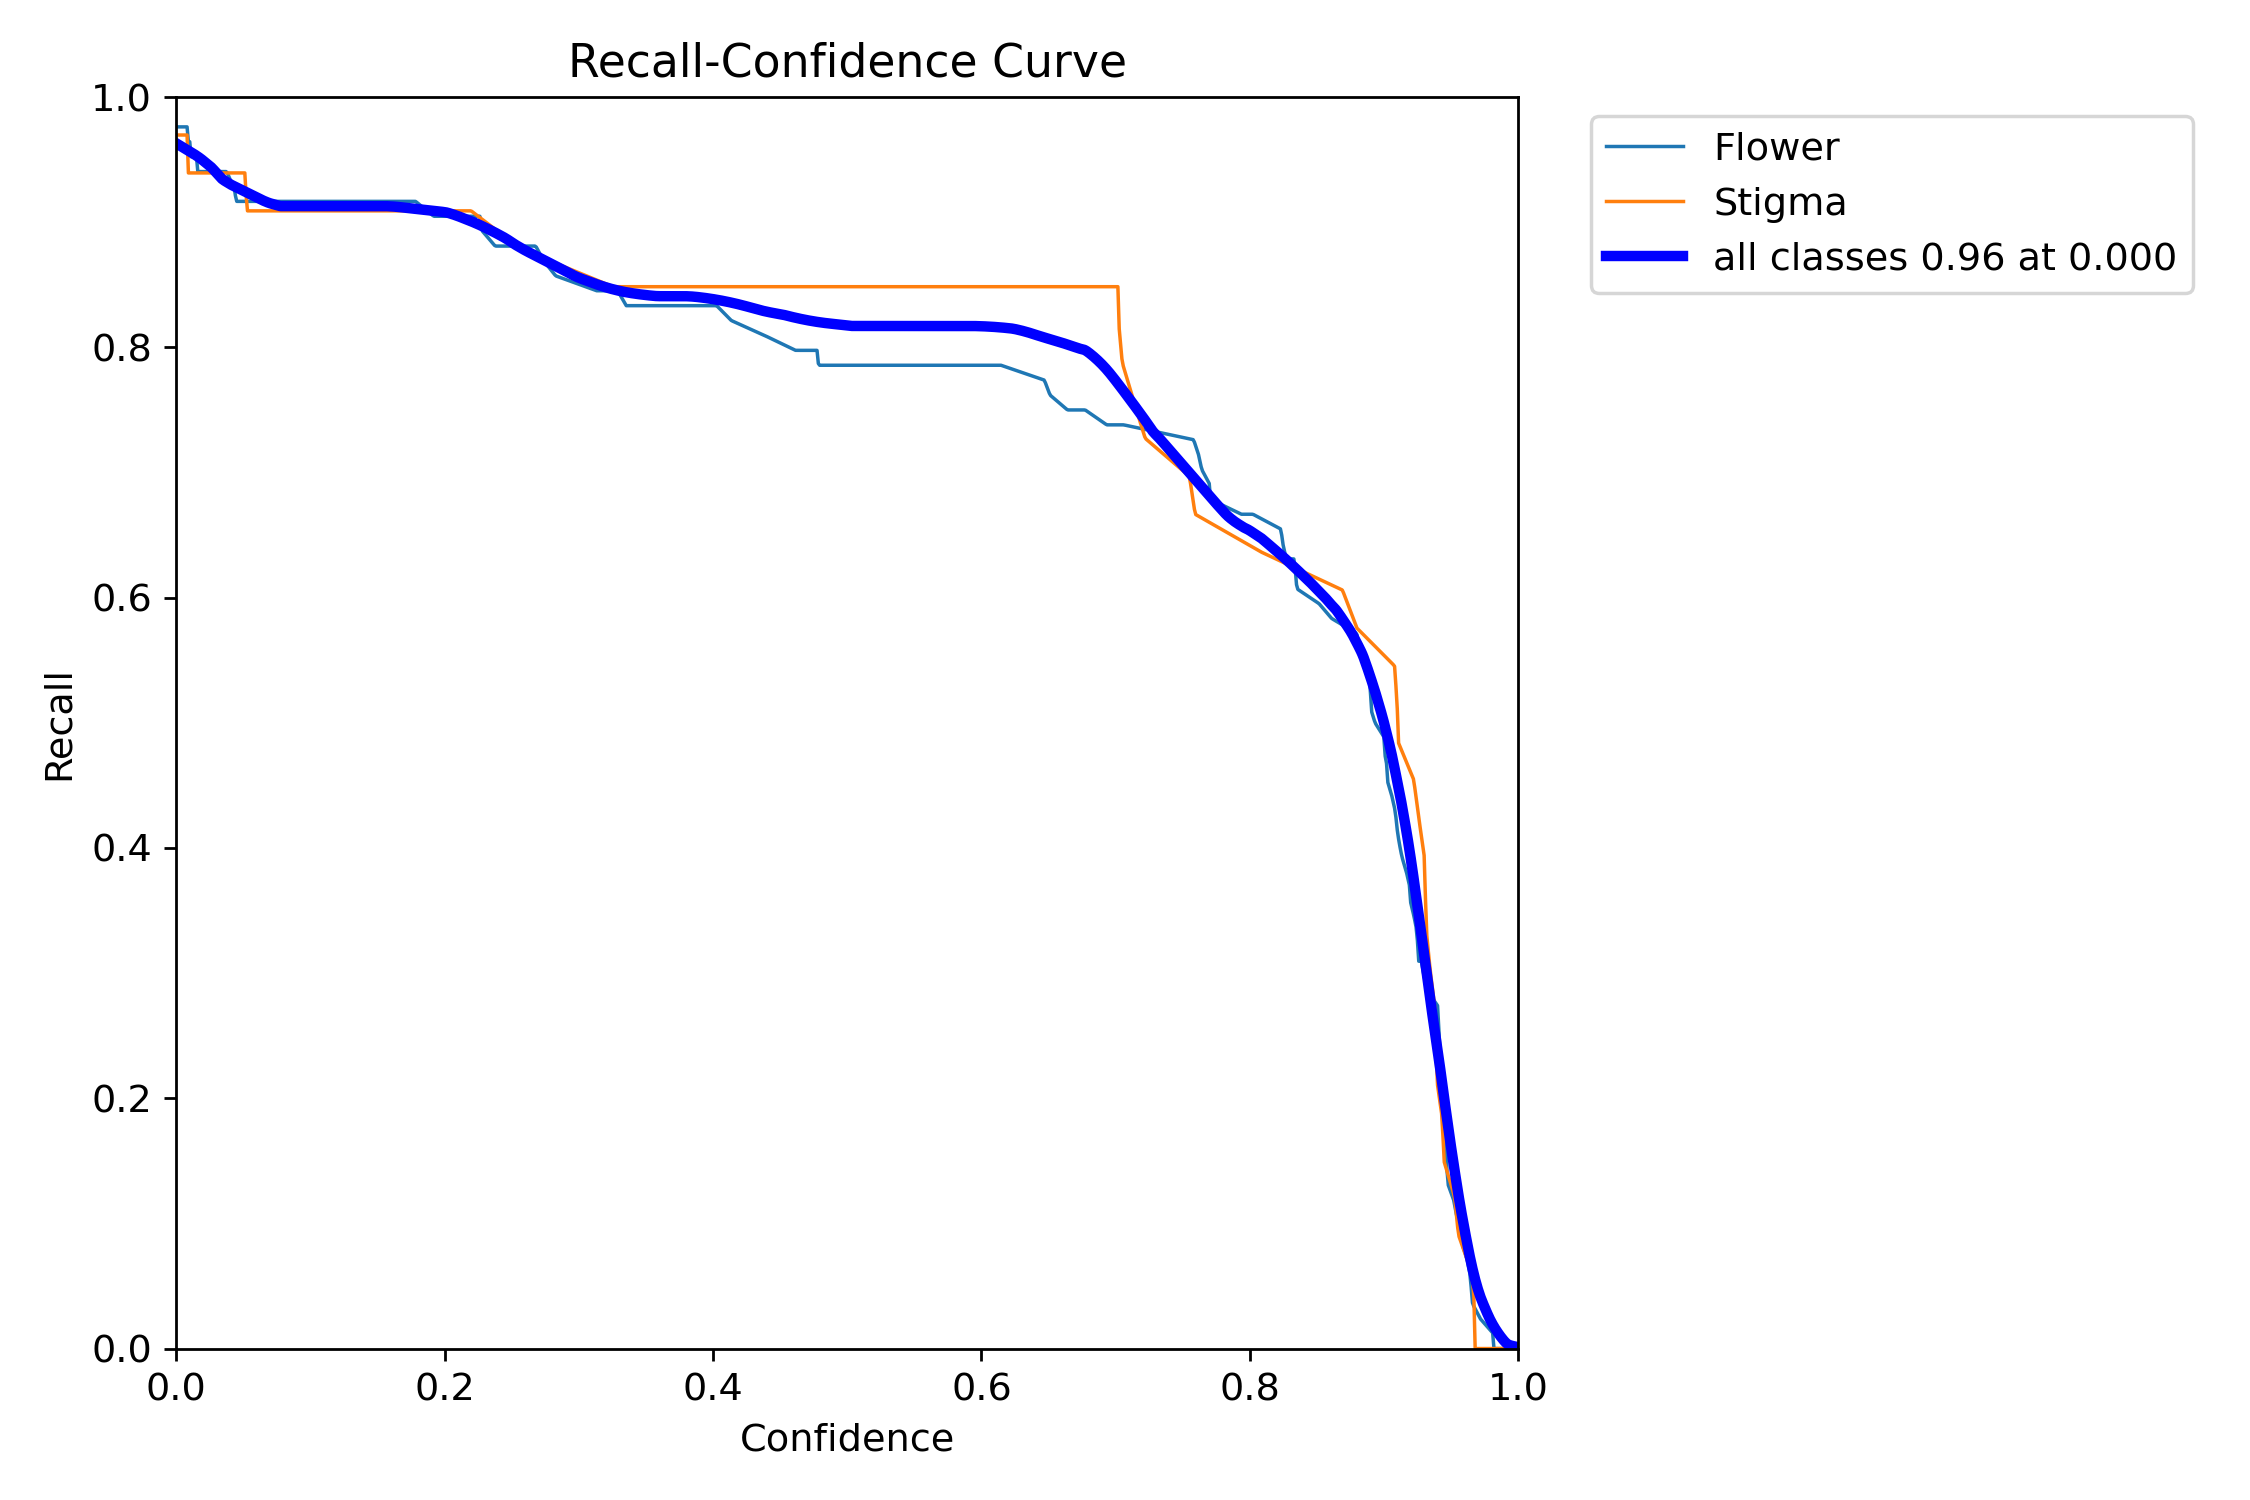 Recall-Confidence Curve
1.0
0.8
0.6
0.4
0.2
0.0
Recall
0.0 0.2 0.4 0.6 0.8 1.0
Confidence
Flower
Stigma
all classes 0.96 at 0.000